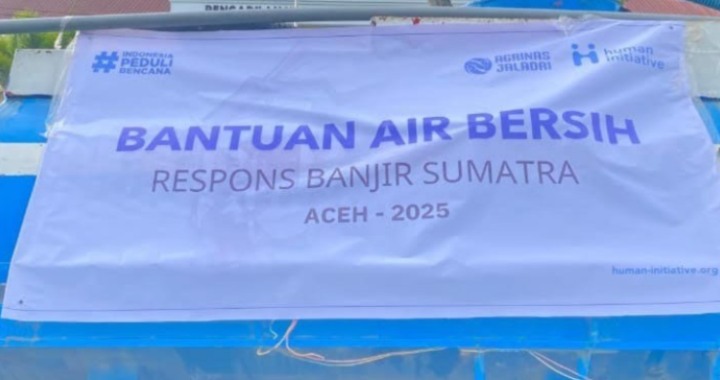 # INDONESIA
PEDULI
BENCANA
AGRINAS
JALADRI
human
initiative
BANTUAN AIR BERSIH
RESPONS BANJIR SUMATRA
ACEH - 2025
human-initiative.org